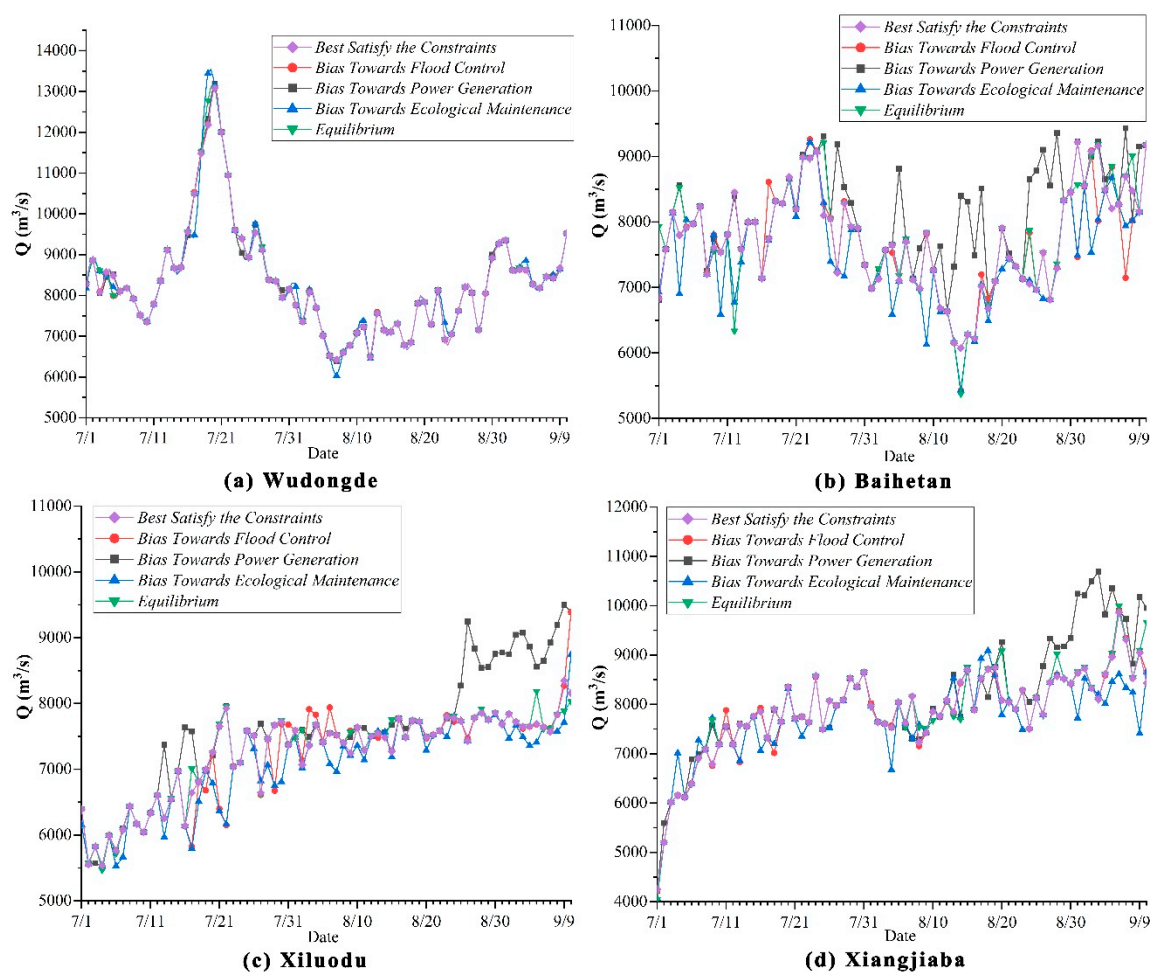 14000
13000
12000
11000
10000
9000
8000
7000
6000
5000
Q (m³/s)
Best Satisfy the Constraints
Bias Towards Flood Control
Bias Towards Power Generation
Bias Towards Ecological Maintenance
Equilibrium
7/1 7/11 7/21 7/31 8/10 8/20 8/30 9/9
Date
(a) Wudongde
11000
10000
9000
8000
7000
6000
5000
Q (m³/s)
Best Satisfy the Constraints
Bias Towards Flood Control
Bias Towards Power Generation
Bias Towards Ecological Maintenance
Equilibrium
7/1 7/11 7/21 7/31 8/10 8/20 8/30 9/9
Date
(b) Baihetan
11000
10000
9000
8000
7000
6000
5000
Q (m³/s)
Best Satisfy the Constraints
Bias Towards Flood Control
Bias Towards Power Generation
Bias Towards Ecological Maintenance
Equilibrium
7/1 7/11 7/21 7/31 8/10 8/20 8/30 9/9
Date
(c) Xiluodu
12000
11000
10000
9000
8000
7000
6000
5000
4000
Q (m³/s)
Best Satisfy the Constraints
Bias Towards Flood Control
Bias Towards Power Generation
Bias Towards Ecological Maintenance
Equilibrium
7/1 7/11 7/21 7/31 8/10 8/20 8/30 9/9
Date
(d) Xiangjiaba